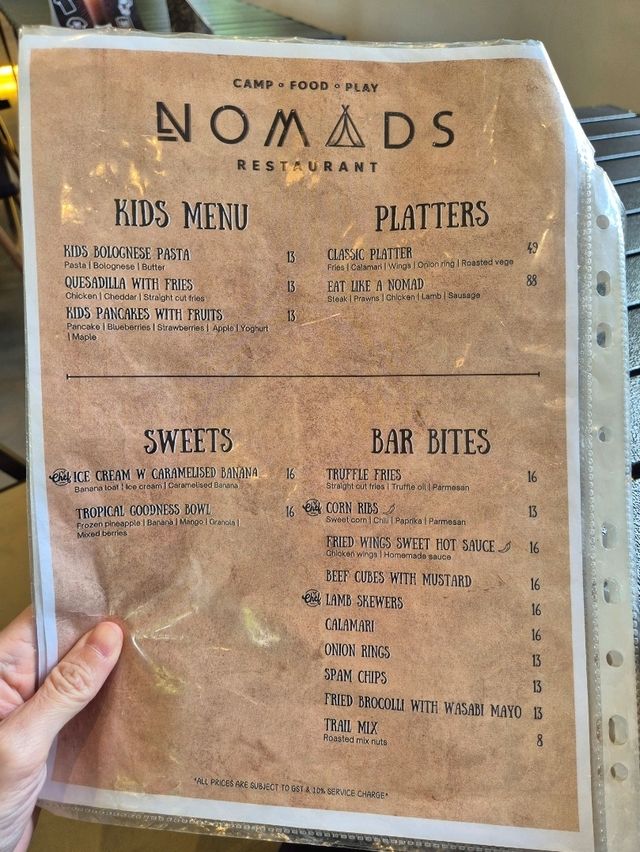 CAMP ∘ FOOD ∘ PLAY
NOMADS
RESTAURANT
KIDS MENU
KIDS BOLOGNESE PASTA 13
Pasta | Bolognese | Butter
QUESADILLA WITH FRIES 13
Chicken | Cheddar | Straight cut fries
KIDS PANCAKES WITH FRUITS 13
Pancake | Blueberries | Strawberries | Apple | Yoghurt
| Maple
PLATTERS
CLASSIC PLATTER 49
Fries | Calamari | Wings | Onion ring | Roasted vege
EAT LIKE A NOMAD 88
Steak | Prawns | Chicken | Lamb | Sausage
SWEETS
Chef ICE CREAM W CARAMELISED BANANA 16
Banana loaf | Ice cream | Caramelised Banana
TROPICAL GOODNESS BOWL 16
Frozen pineapple | Banana | Mango | Granola |
Mixed berries
BAR BITES
TRUFFLE FRIES 16
Straight cut fries | Truffle oil | Parmesan
Chef CORN RIBS 13
Sweet corn | Chili | Paprika | Parmesan
FRIED WINGS SWEET HOT SAUCE 16
Chicken wings | Homemade sauce
BEEF CUBES WITH MUSTARD 16
Chef LAMB SKEWERS 16
CALAMARI 16
ONION RINGS 13
SPAM CHIPS 13
FRIED BROCOLLI WITH WASABI MAYO 13
TRAIL MIX 8
Roasted mix nuts
*ALL PRICES ARE SUBJECT TO GST & 10% SERVICE CHARGE*